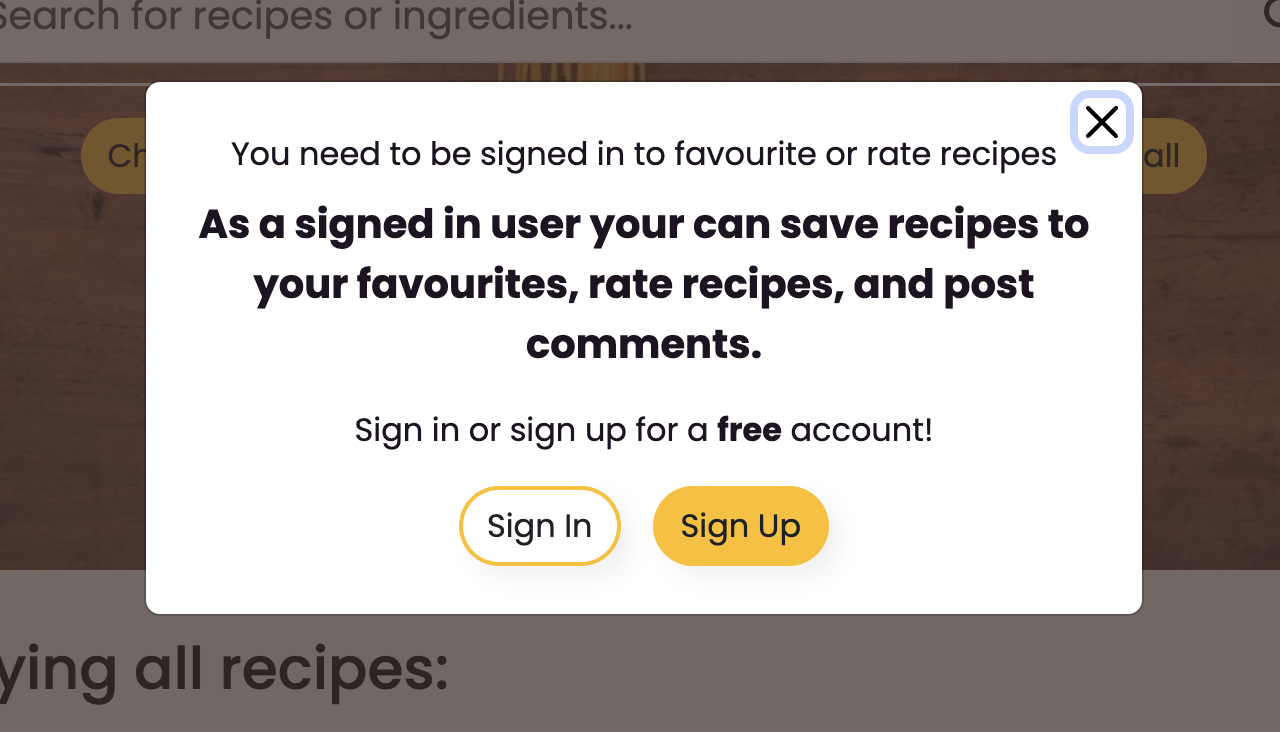 Search for recipes or ingredients...
Ch
all
You need to be signed in to favourite or rate recipes
As a signed in user your can save recipes to
your favourites, rate recipes, and post
comments.
Sign in or sign up for a free account!
Sign In
Sign Up
ying all recipes: